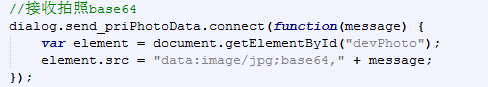 //接收拍照base64
dialog.send_priPhotoData.connect(function(message) {
    var element = document.getElementById("devPhoto");
    element.src = "data:image/jpg;base64," + message;
});